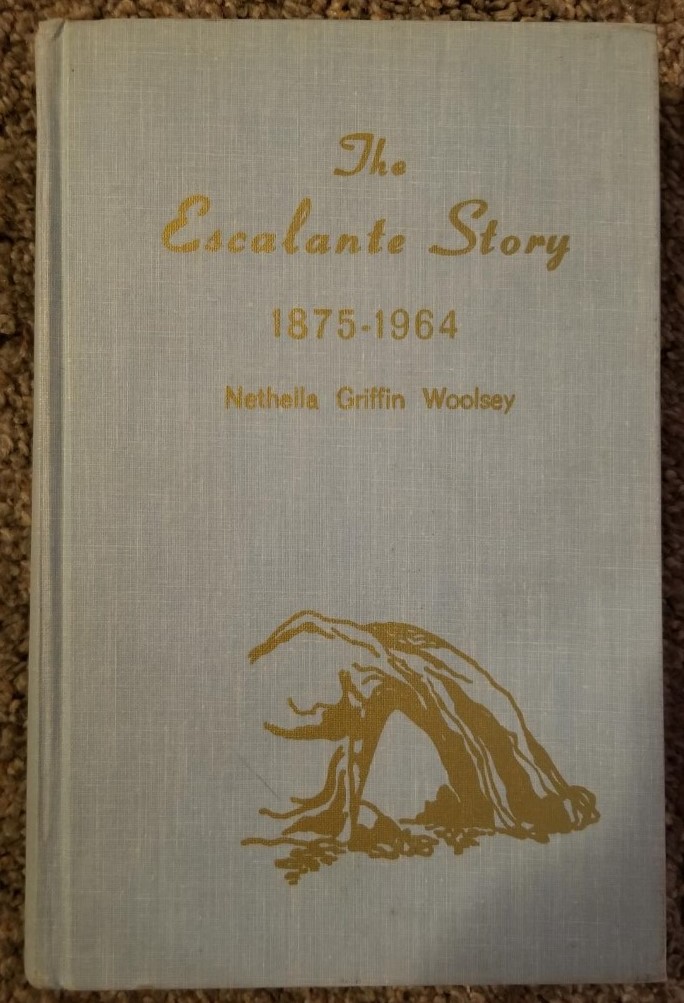 The
Escalante Story
1875-1964
Nethella Griffin Woolsey